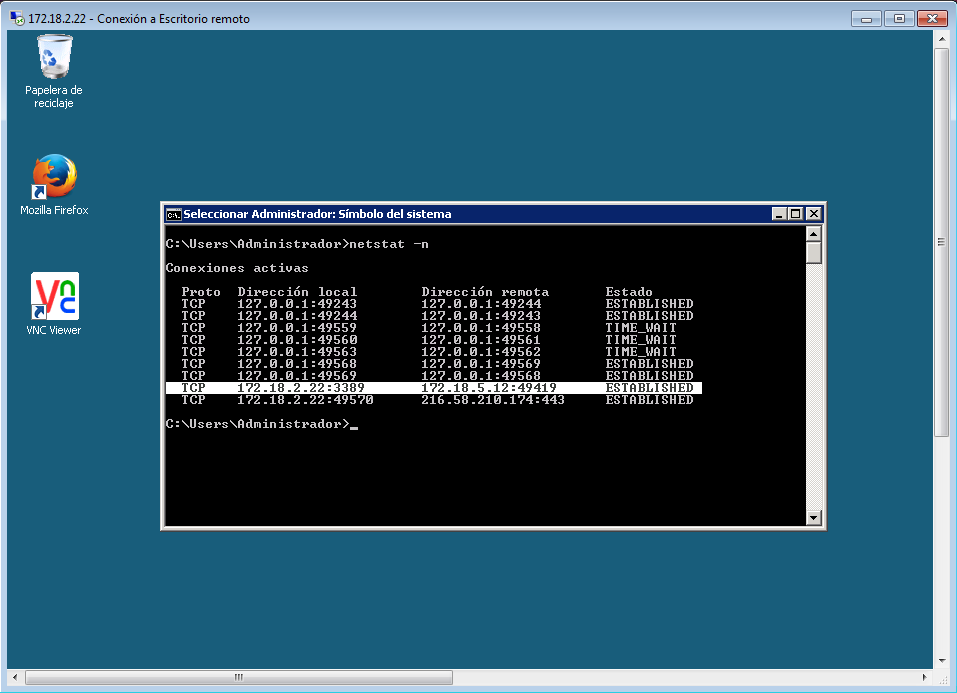 172.18.2.22 - Conexión a Escritorio remoto
Papelera de
reciclaje
Mozilla Firefox
VNC Viewer
Seleccionar Administrador: Símbolo del sistema
C:\Users\Administrador>netstat -n
Conexiones activas
Proto Dirección local Dirección remota Estado
TCP 127.0.0.1:49243 127.0.0.1:49244 ESTABLISHED
TCP 127.0.0.1:49244 127.0.0.1:49243 ESTABLISHED
TCP 127.0.0.1:49559 127.0.0.1:49558 TIME_WAIT
TCP 127.0.0.1:49560 127.0.0.1:49561 TIME_WAIT
TCP 127.0.0.1:49563 127.0.0.1:49562 TIME_WAIT
TCP 127.0.0.1:49568 127.0.0.1:49569 ESTABLISHED
TCP 127.0.0.1:49569 127.0.0.1:49568 ESTABLISHED
TCP 172.18.2.22:3389 172.18.5.12:49419 ESTABLISHED
TCP 172.18.2.22:49570 216.58.210.174:443 ESTABLISHED
C:\Users\Administrador>_